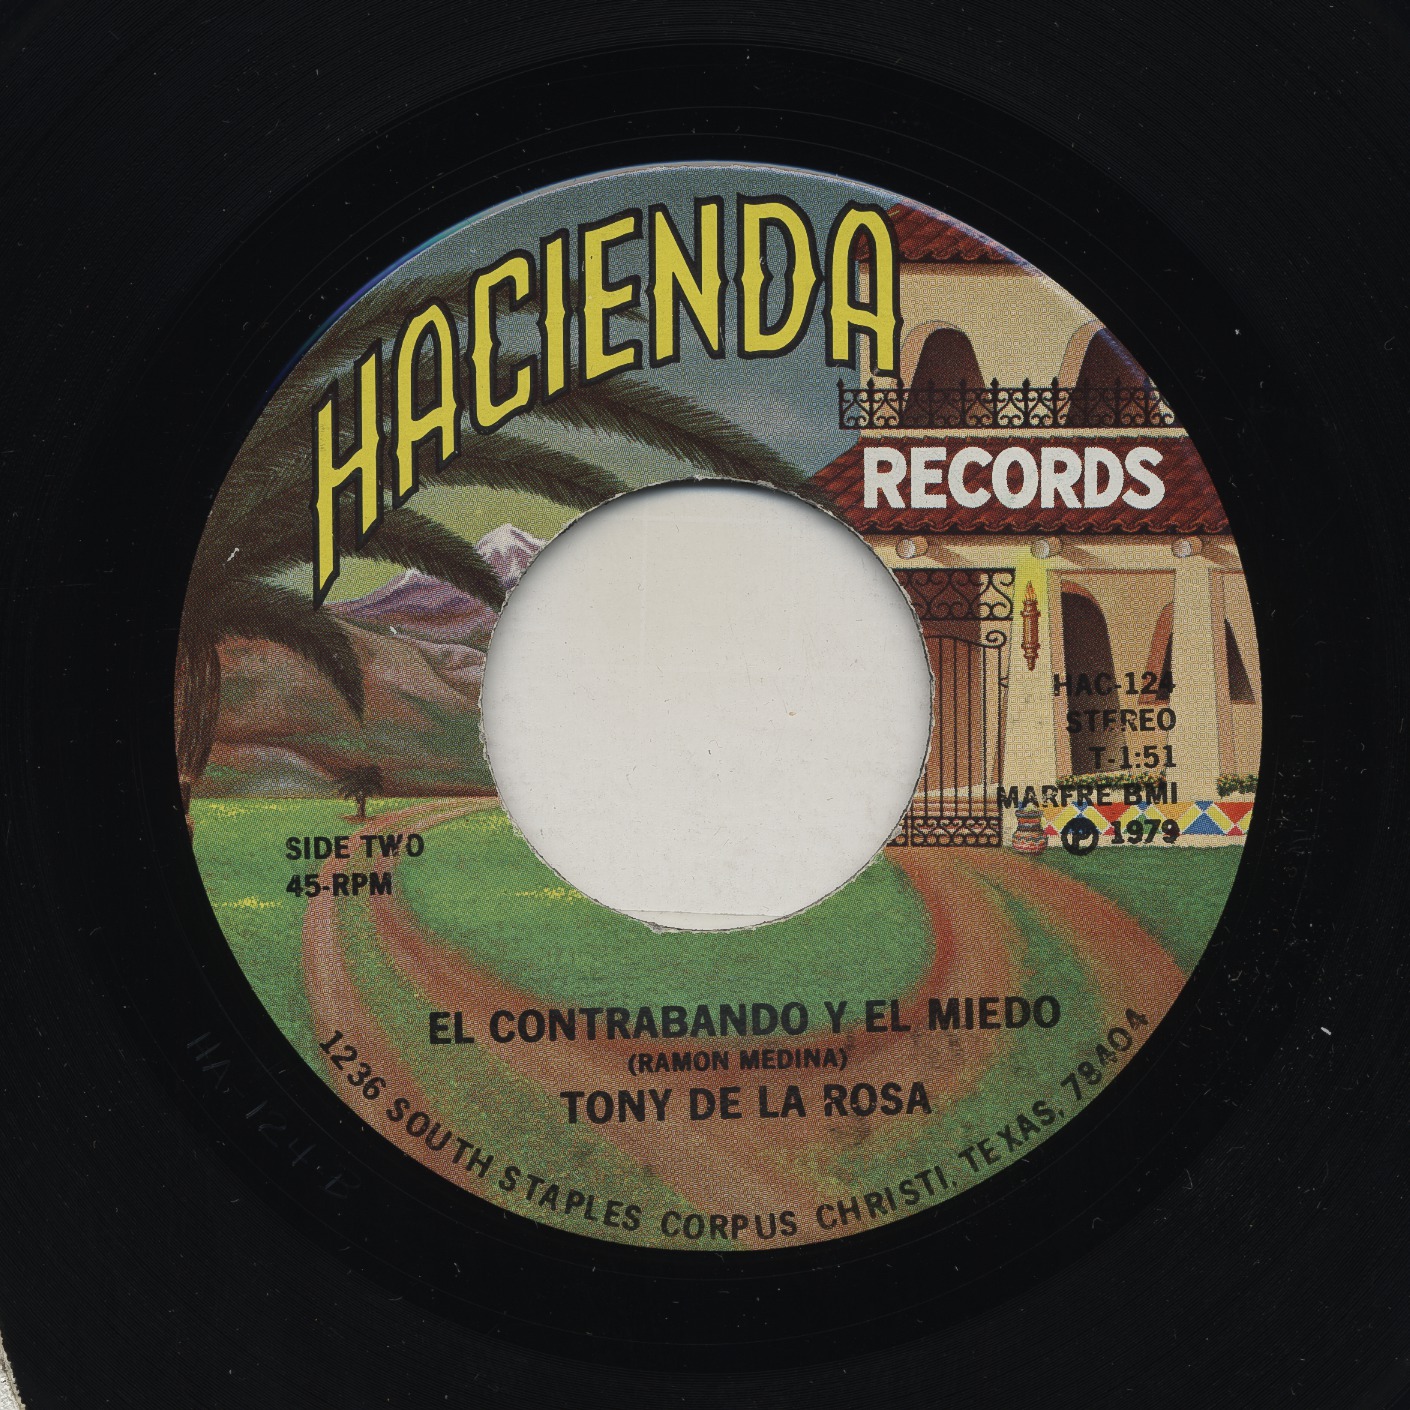 HACIENDA
RECORDS
HAC-124
STEREO
T-1:51
MARFRE BMI
Ⓟ 1979
SIDE TWO
45-RPM
EL CONTRABANDO Y EL MIEDO
(RAMON MEDINA)
TONY DE LA ROSA
1236 SOUTH STAPLES CORPUS CHRISTI, TEXAS, 78404